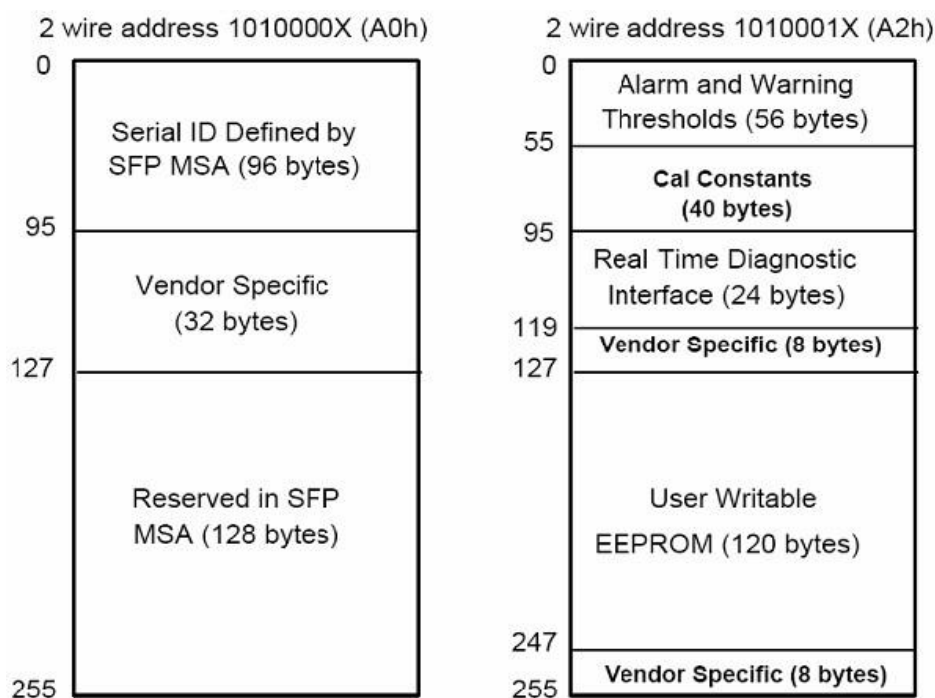 2 wire address 1010000X (A0h)
0
Serial ID Defined by
SFP MSA (96 bytes)
95
Vendor Specific
(32 bytes)
127
Reserved in SFP
MSA (128 bytes)
255
2 wire address 1010001X (A2h)
0
Alarm and Warning
Thresholds (56 bytes)
55
Cal Constants
(40 bytes)
95
Real Time Diagnostic
Interface (24 bytes)
119
Vendor Specific (8 bytes)
127
User Writable
EEPROM (120 bytes)
247
Vendor Specific (8 bytes)
255